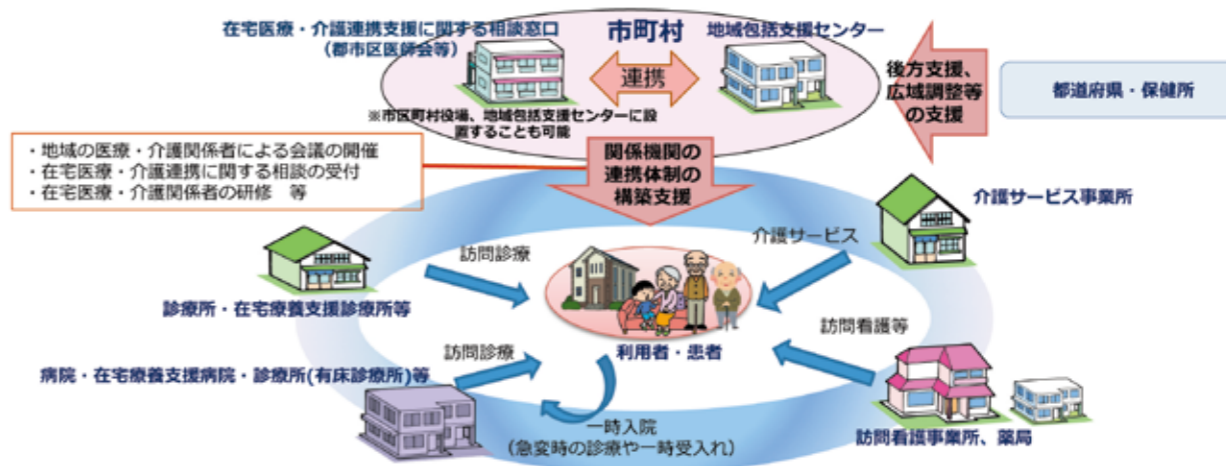 在宅医療・介護連携支援に関する相談窓口
（郡市区医師会等）
市町村
地域包括支援センター
連携
※市区町村役場、地域包括支援センターに設
置することも可能
後方支援、
広域調整等
の支援
都道府県・保健所
・地域の医療・介護関係者による会議の開催
・在宅医療・介護連携に関する相談の受付
・在宅医療・介護関係者の研修　等
関係機関の
連携体制の
構築支援
介護サービス事業所
訪問診療
介護サービス
診療所・在宅療養支援診療所等
利用者・患者
訪問看護等
訪問診療
病院・在宅療養支援病院・診療所(有床診療所)等
一時入院
（急変時の診療や一時受入れ）
訪問看護事業所、薬局